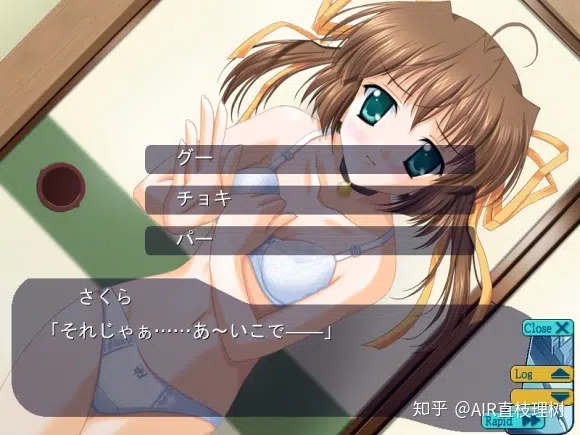 グー
チョキ
パー
さくら
「それじゃぁ……あ～いこで――」
Close
Log
Rapid
知乎 @AIR直枝理树